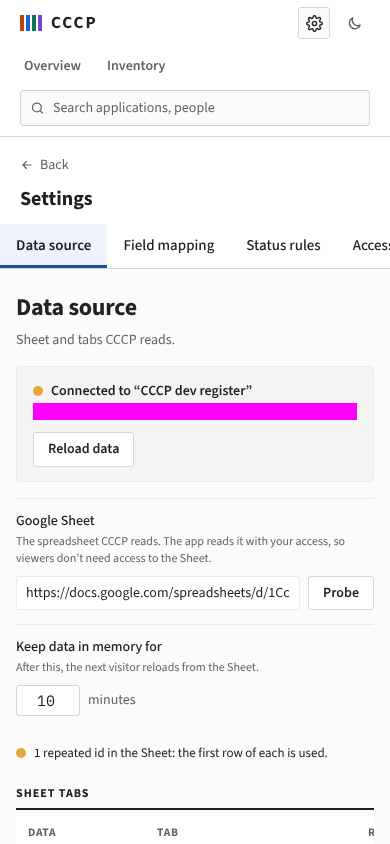 CCCP
Overview Inventory
Search applications, people
Back
Settings
Data source Field mapping Status rules Acces
Data source
Sheet and tabs CCCP reads.
Connected to “CCCP dev register”
Reload data
Google Sheet
The spreadsheet CCCP reads. The app reads it with your access, so
viewers don’t need access to the Sheet.
https://docs.google.com/spreadsheets/d/1Cc Probe
Keep data in memory for
After this, the next visitor reloads from the Sheet.
10 minutes
1 repeated id in the Sheet: the first row of each is used.
SHEET TABS
DATA TAB R